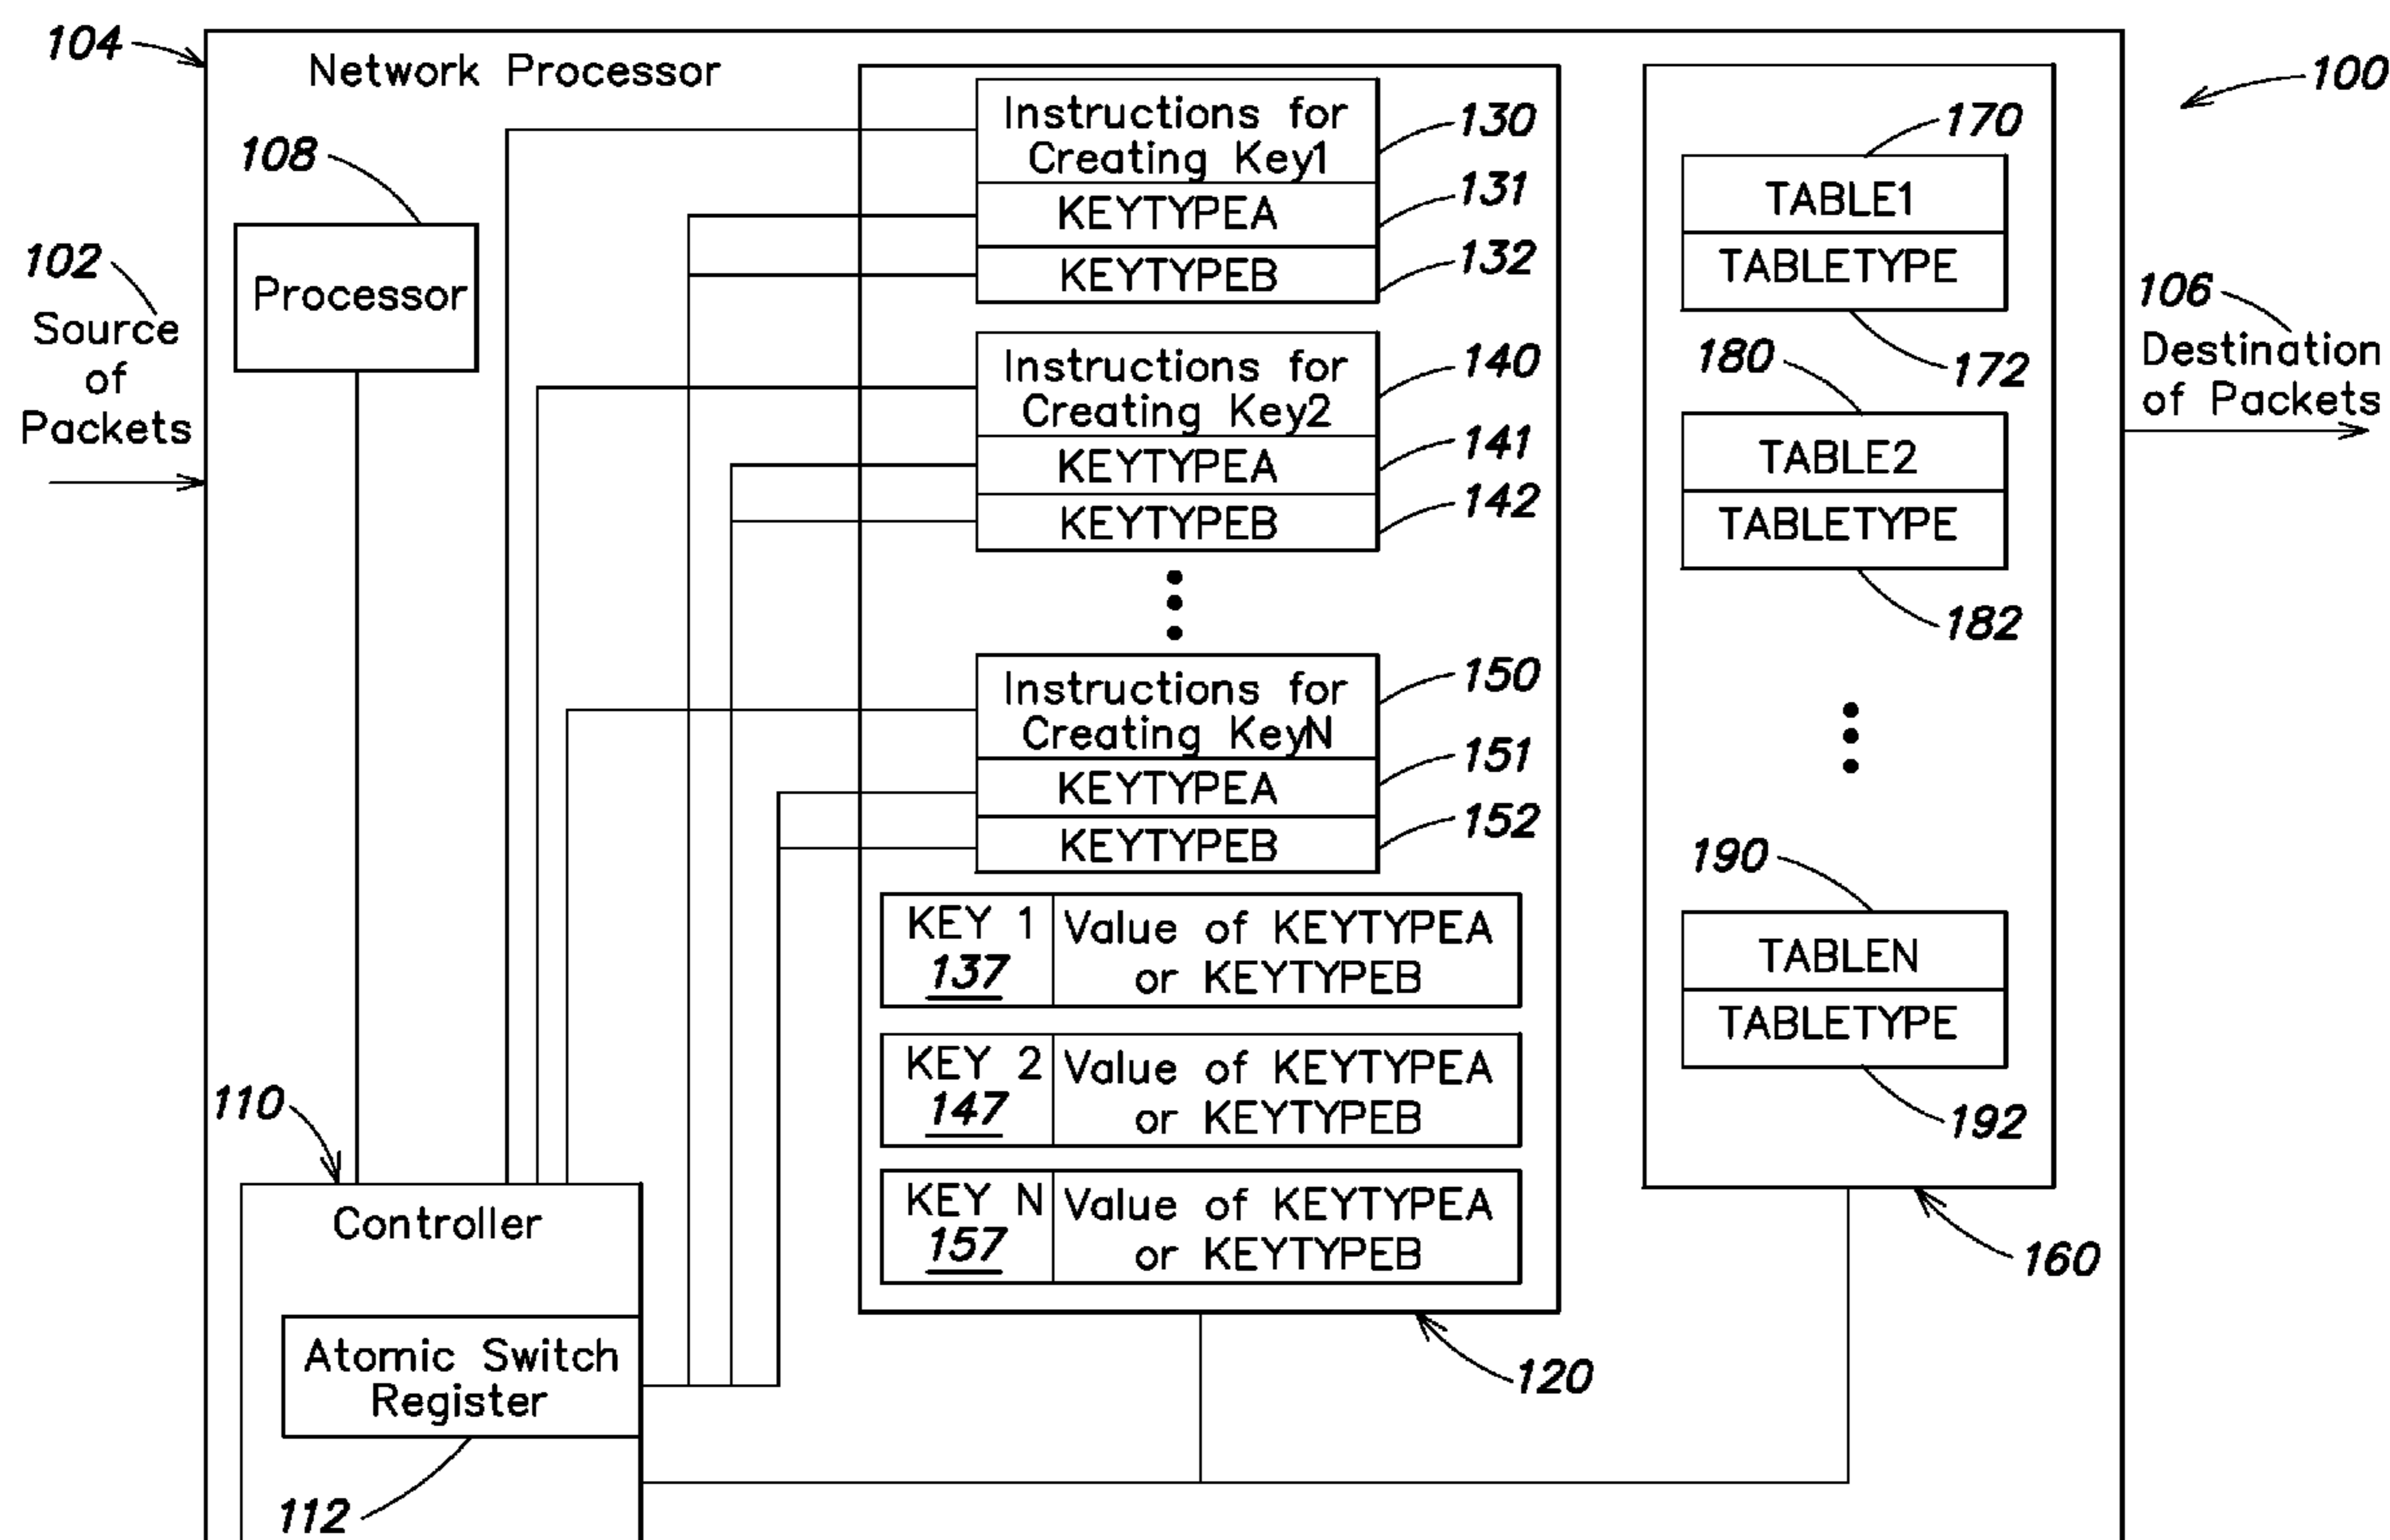 104
Network Processor
100
108
Processor
102
Source
of
Packets
Instructions for
Creating Key1
130
KEYTYPEA
131
KEYTYPEB
132
Instructions for
Creating Key2
140
KEYTYPEA
141
KEYTYPEB
142
Instructions for
Creating KeyN
150
KEYTYPEA
151
KEYTYPEB
152
KEY 1
137
Value of KEYTYPEA
or KEYTYPEB
KEY 2
147
Value of KEYTYPEA
or KEYTYPEB
KEY N
157
Value of KEYTYPEA
or KEYTYPEB
120
170
TABLE1
TABLETYPE
172
180
TABLE2
TABLETYPE
182
190
TABLEN
TABLETYPE
192
160
106
Destination
of Packets
110
Controller
Atomic Switch
Register
112